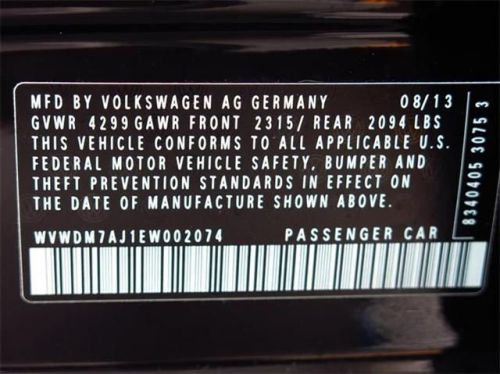 MFD BY VOLKSWAGEN AG GERMANY 08/13
GVWR 4299 GAWR FRONT 2315/ REAR 2094 LBS
THIS VEHICLE CONFORMS TO ALL APPLICABLE U.S.
FEDERAL MOTOR VEHICLE SAFETY, BUMPER AND
THEFT PREVENTION STANDARDS IN EFFECT ON
THE DATE OF MANUFACTURE SHOWN ABOVE.
WVWDM7AJ1EW002074 PASSENGER CAR
8340405 3075 3